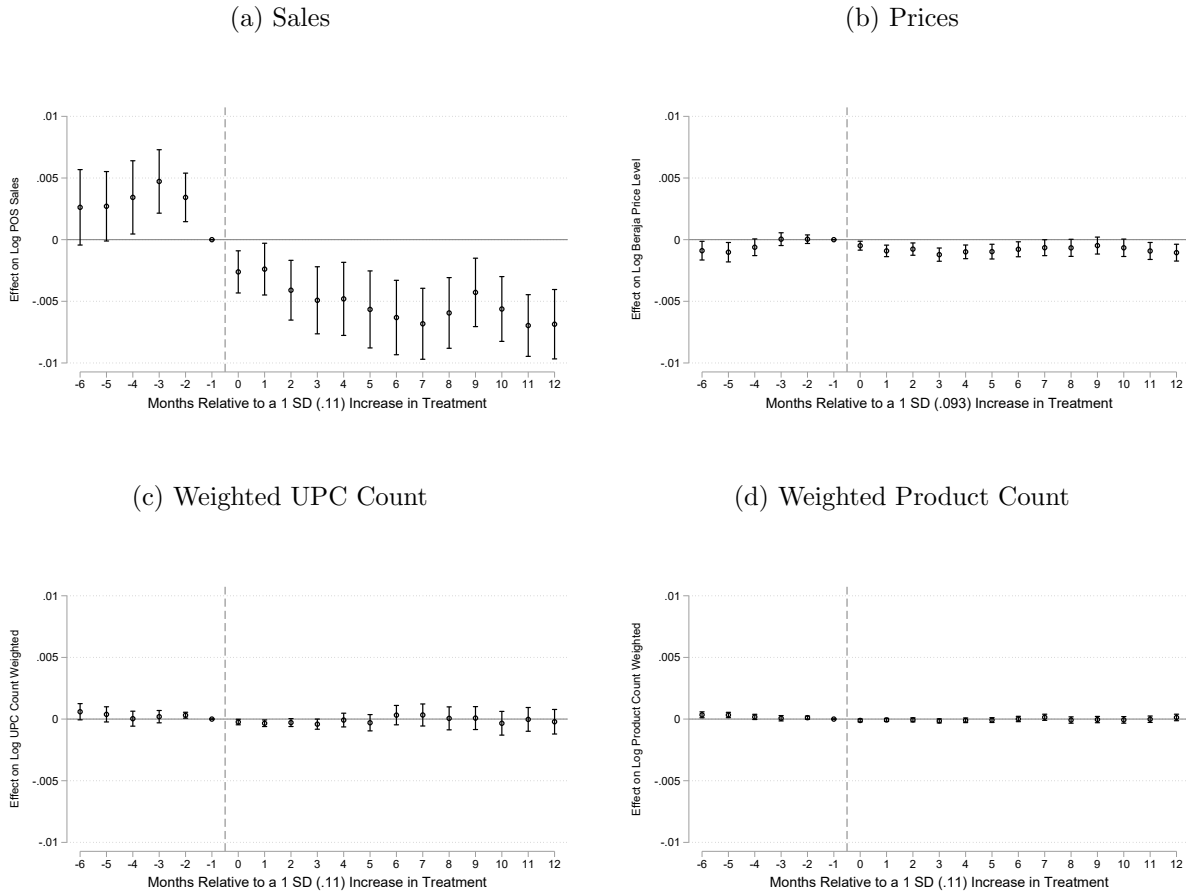 (a) Sales
(b) Prices
.01
.005
0
-.005
-.01
Effect on Log POS Sales
-6 -5 -4 -3 -2 -1 0 1 2 3 4 5 6 7 8 9 10 11 12
Months Relative to a 1 SD (.11) Increase in Treatment
.01
.005
0
-.005
-.01
Effect on Log Beraja Price Level
-6 -5 -4 -3 -2 -1 0 1 2 3 4 5 6 7 8 9 10 11 12
Months Relative to a 1 SD (.093) Increase in Treatment
(c) Weighted UPC Count
(d) Weighted Product Count
.01
.005
0
-.005
-.01
Effect on Log UPC Count Weighted
-6 -5 -4 -3 -2 -1 0 1 2 3 4 5 6 7 8 9 10 11 12
Months Relative to a 1 SD (.11) Increase in Treatment
.01
.005
0
-.005
-.01
Effect on Log Product Count Weighted
-6 -5 -4 -3 -2 -1 0 1 2 3 4 5 6 7 8 9 10 11 12
Months Relative to a 1 SD (.11) Increase in Treatment